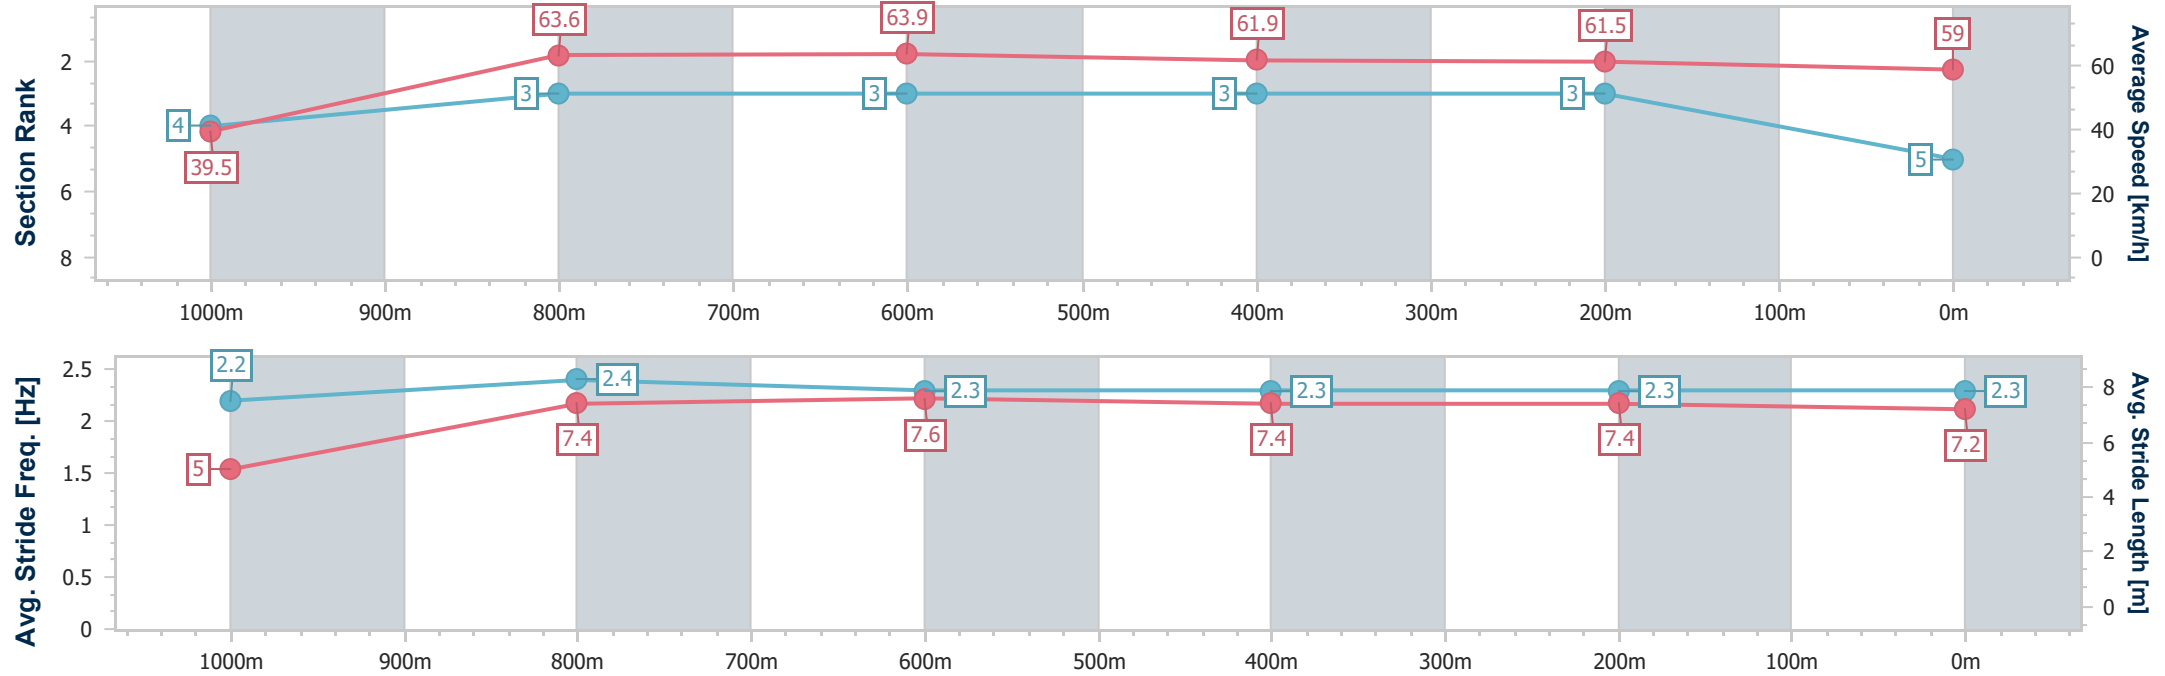 63.6
63.9
61.9
61.5
59
2
4
6
8
Section Rank
4
39.5
3
3
3
3
5
60
40
20
0
Average Speed [km/h]
1000m
900m
800m
700m
600m
500m
400m
300m
200m
100m
0m
2.5
2
1.5
1
0.5
0
Avg. Stride Freq. [Hz]
2.2
2.4
2.3
2.3
2.3
2.3
5
7.4
7.6
7.4
7.4
7.2
8
6
4
2
0
Avg. Stride Length [m]
1000m
900m
800m
700m
600m
500m
400m
300m
200m
100m
0m